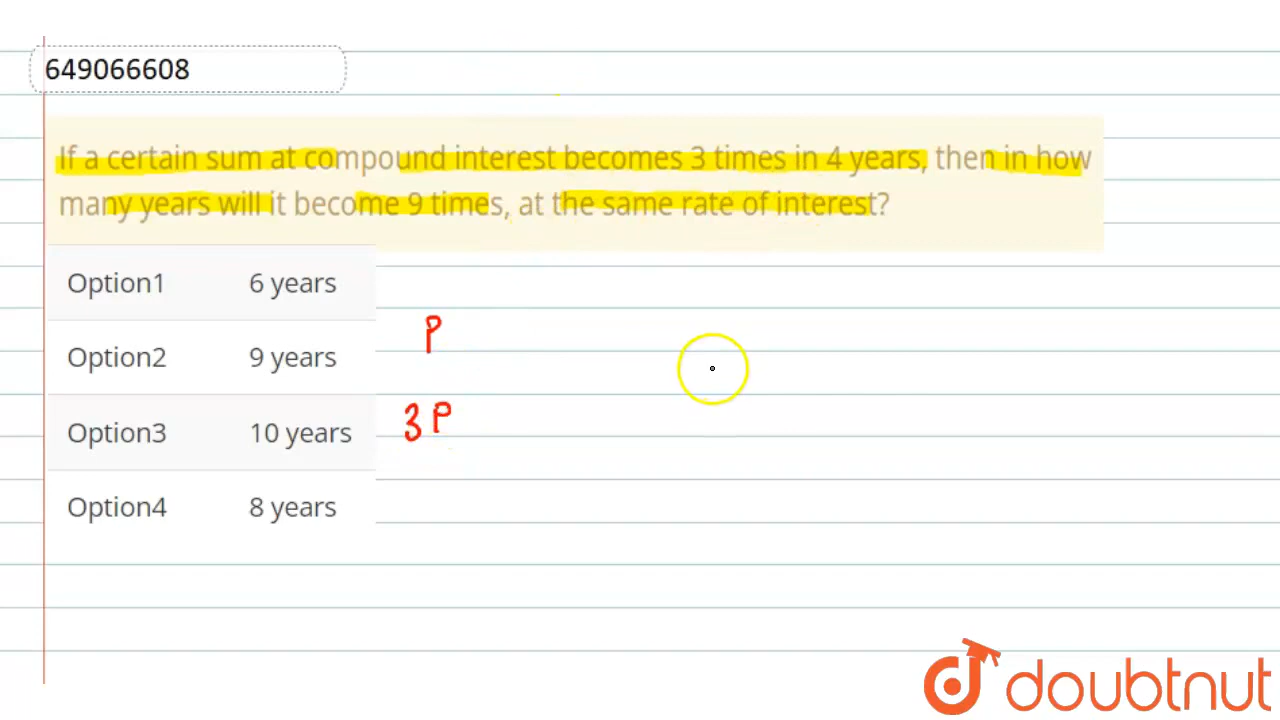 649066608
If a certain sum at compound interest becomes 3 times in 4 years, then in how
many years will it become 9 times, at the same rate of interest?
Option1 6 years
Option2 9 years
Option3 10 years
Option4 8 years
P
3P
doubtnut